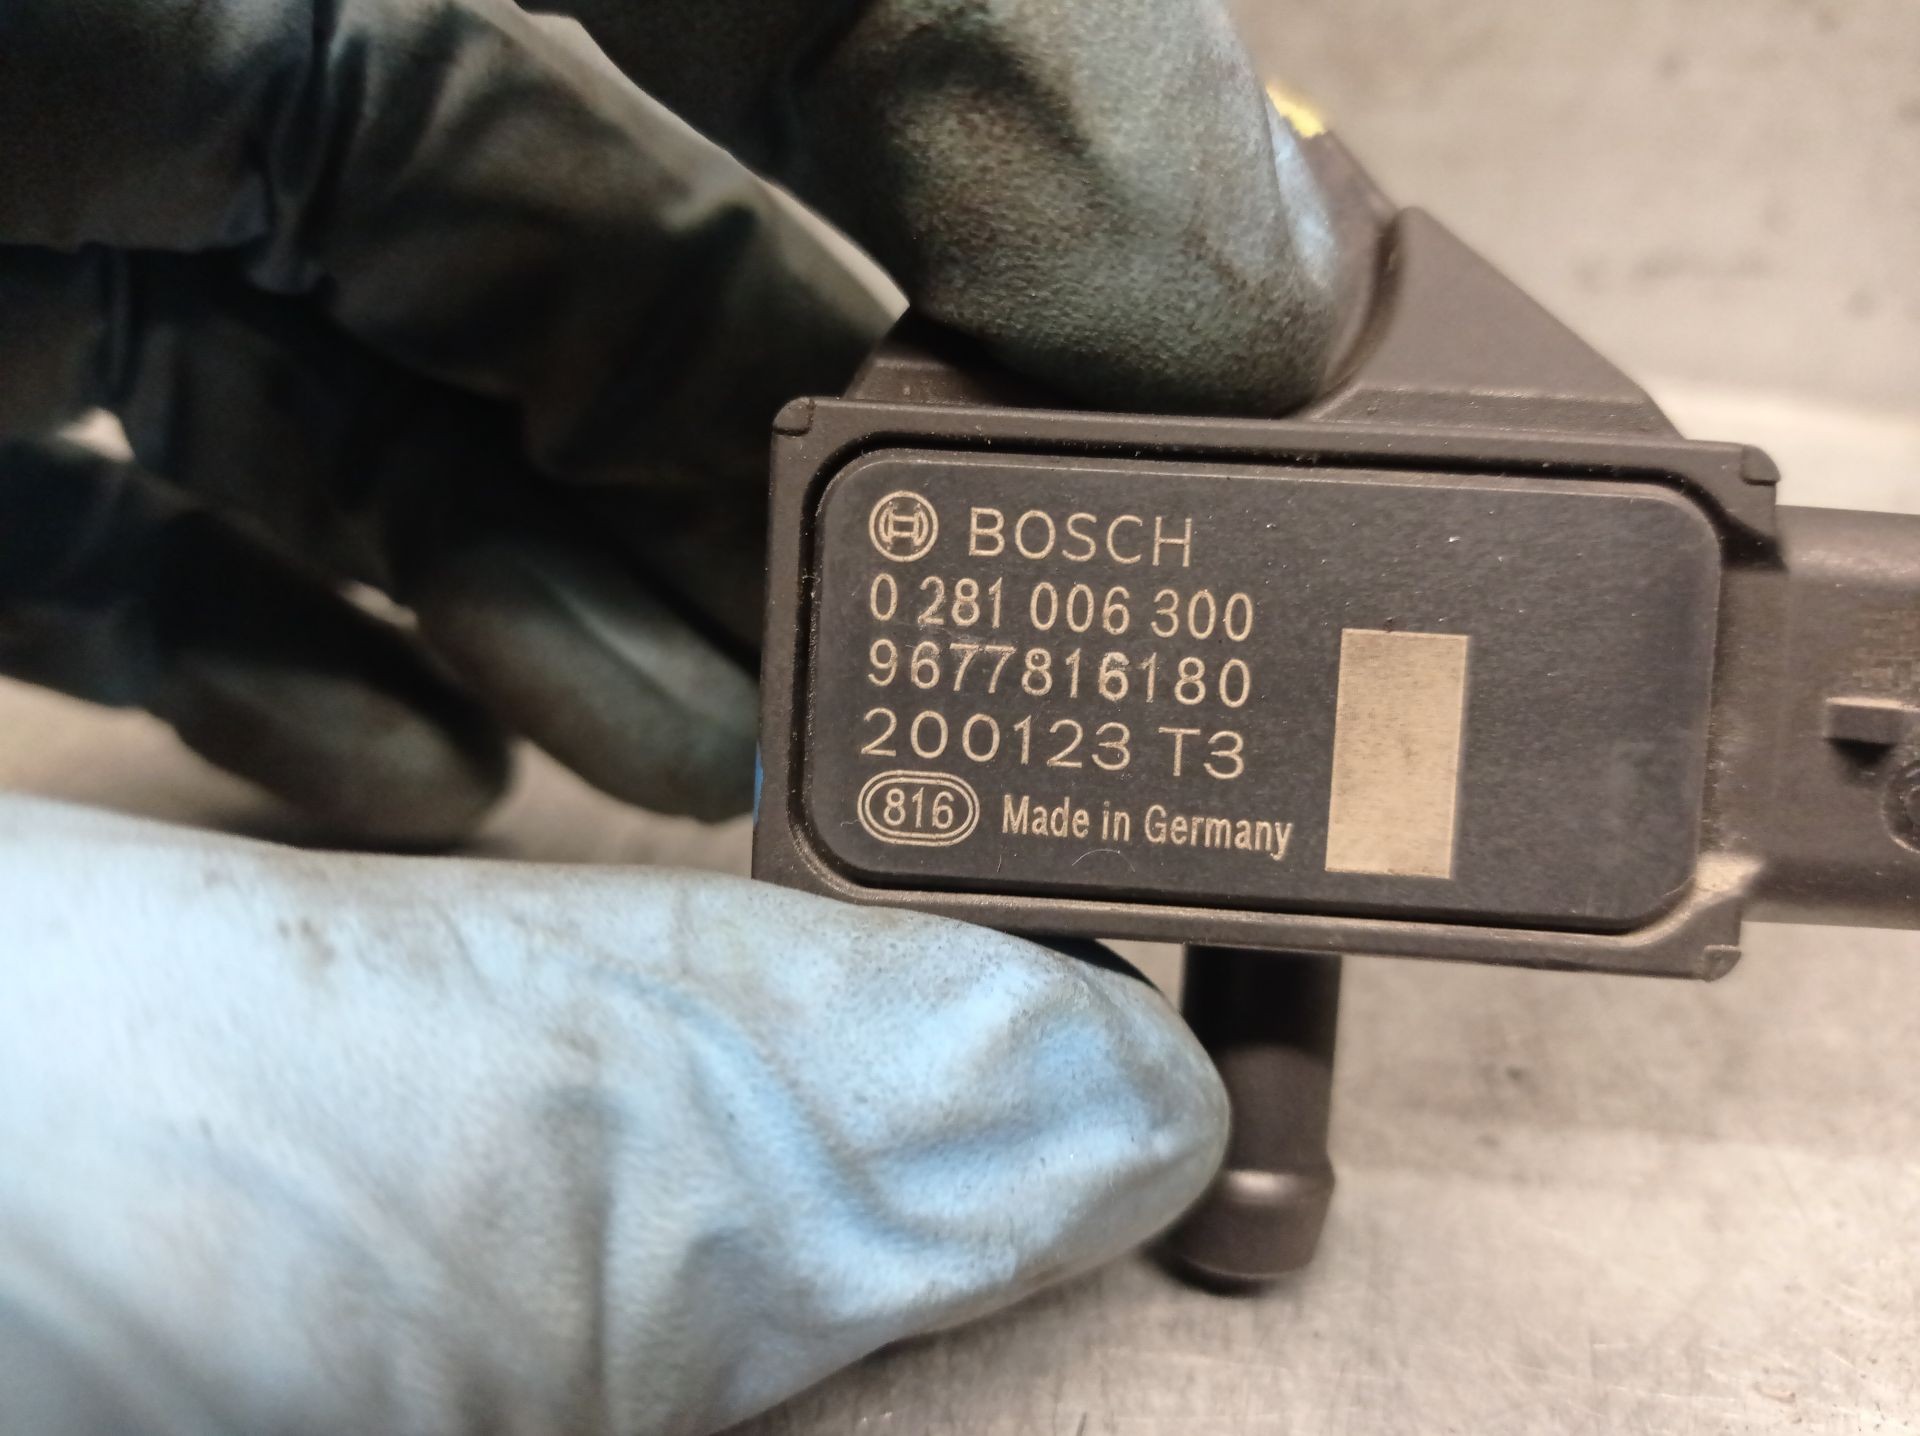 BOSCH
0 281 006 300
9677816180
200123 T3
816 Made in Germany